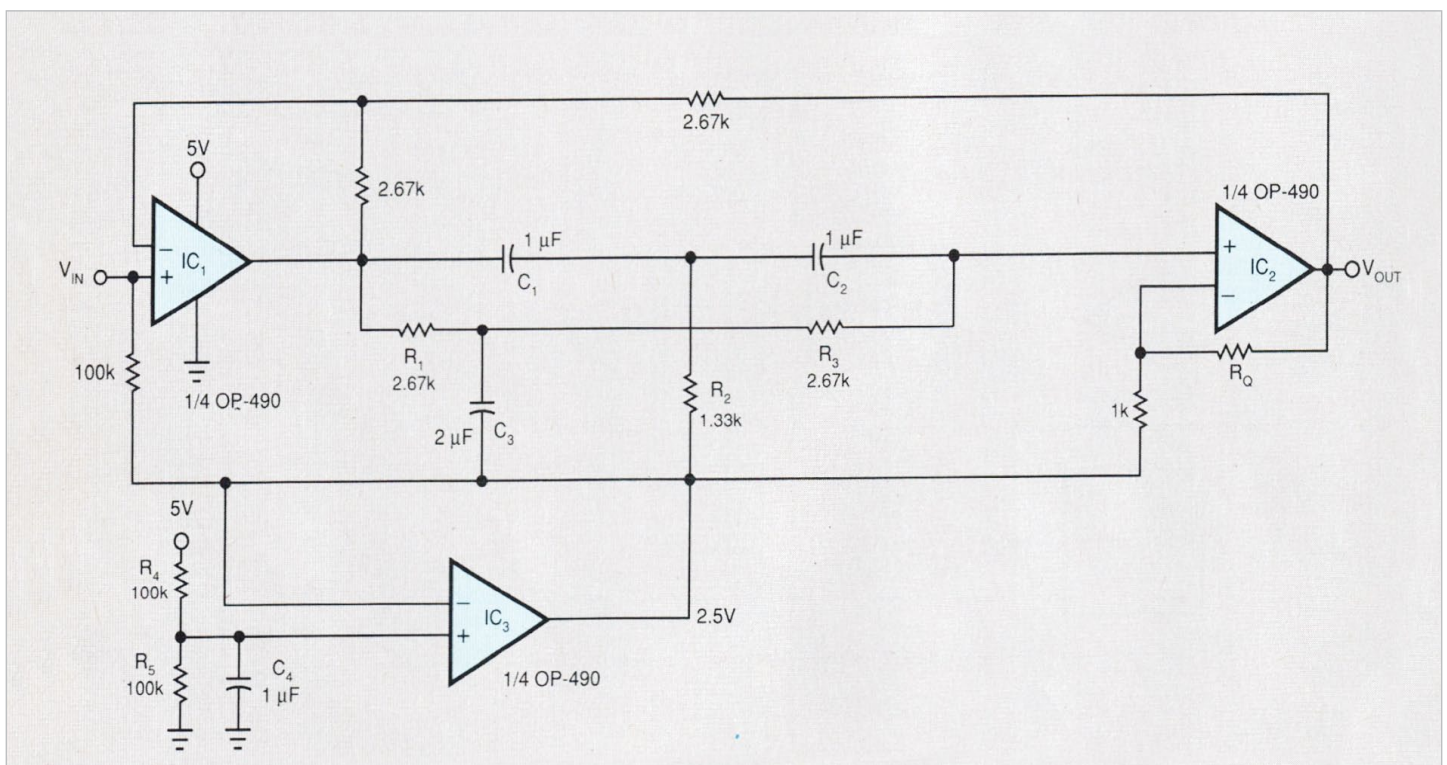 2.67k
5V
2.67k
1/4 OP-490
1 µF
1 µF
V_IN
−
+
IC1
C1
C2
+
−
IC2
V_OUT
R1
2.67k
R3
2.67k
RQ
100k
1/4 OP-490
R2
1.33k
1k
2 µF
C3
5V
R4
100k
−
+
IC3
2.5V
R5
100k
C4
1 µF
1/4 OP-490